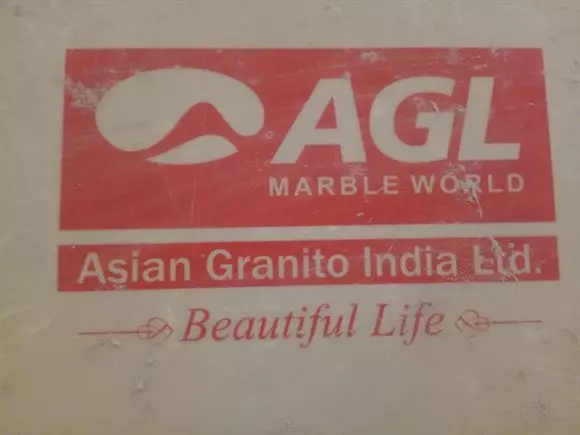 AGL
MARBLE WORLD
Asian Granito India Ltd.
Beautiful Life